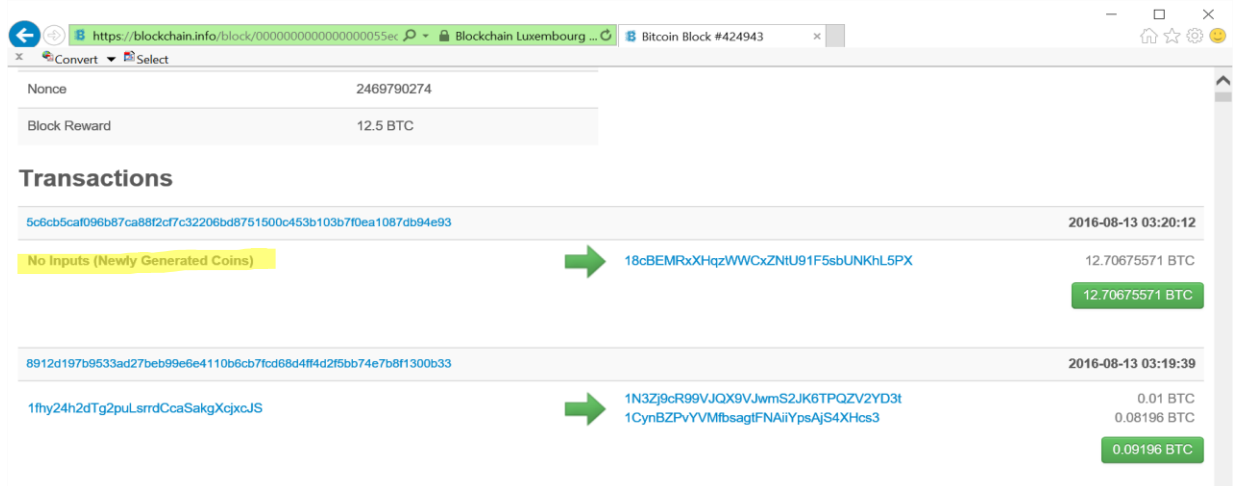 https://blockchain.info/block/0000000000000000055ec Blockchain Luxembourg ... Bitcoin Block #424943 ×
x Convert Select
Nonce 2469790274
Block Reward 12.5 BTC
Transactions
5c6cb5caf096b87ca88f2cf7c32206bd8751500c453b103b7f0ea1087db94e93 2016-08-13 03:20:12
No Inputs (Newly Generated Coins) 18cBEMRxXHqzWWCxZNtU91F5sbUNKhL5PX 12.70675571 BTC
12.70675571 BTC
8912d197b9533ad27beb99e6e4110b6cb7fcd68d4ff4d2f5bb74e7b8f1300b33 2016-08-13 03:19:39
1fhy24h2dTg2puLsrrdCcaSakgXcjxcJS 1N3Zj9cR99VJQX9VJwmS2JK6TPQZV2YD3t 0.01 BTC
1CynBZPvYVMfbsagtFNAiiYpsAjS4XHcs3 0.08196 BTC
0.09196 BTC